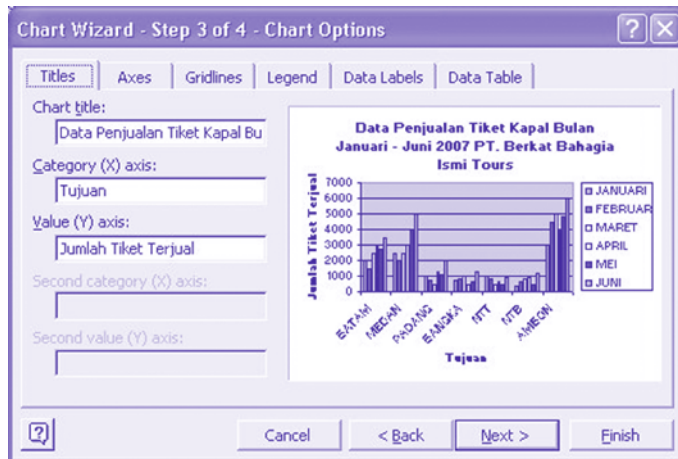 Chart Wizard - Step 3 of 4 - Chart Options
Titles
Axes
Gridlines
Legend
Data Labels
Data Table
Chart title:
Data Penjualan Tiket Kapal Bu
Category (X) axis:
Tujuan
Value (Y) axis:
Jumlah Tiket Terjual
Second category (X) axis:
Second value (Y) axis:
Data Penjualan Tiket Kapal Bulan
Januari - Juni 2007 PT. Berkat Bahagia
Ismi Tours
Jumlah Tiket Terjual
7000
6000
5000
4000
3000
2000
1000
0
BATAM
MEDAN
PADANG
BANGKA
NTT
NTB
AMBON
Tujuan
JANUARI
FEBRUAR
MARET
APRIL
MEI
JUNI
Cancel
< Back
Next >
Finish